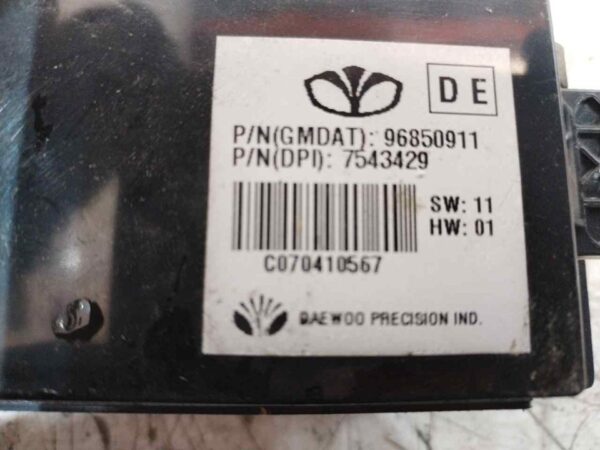 DE
P/N(GMDAT): 96850911
P/N(DPI): 7543429
SW: 11
HW: 01
C070410567
DAEWOO PRECISION IND.